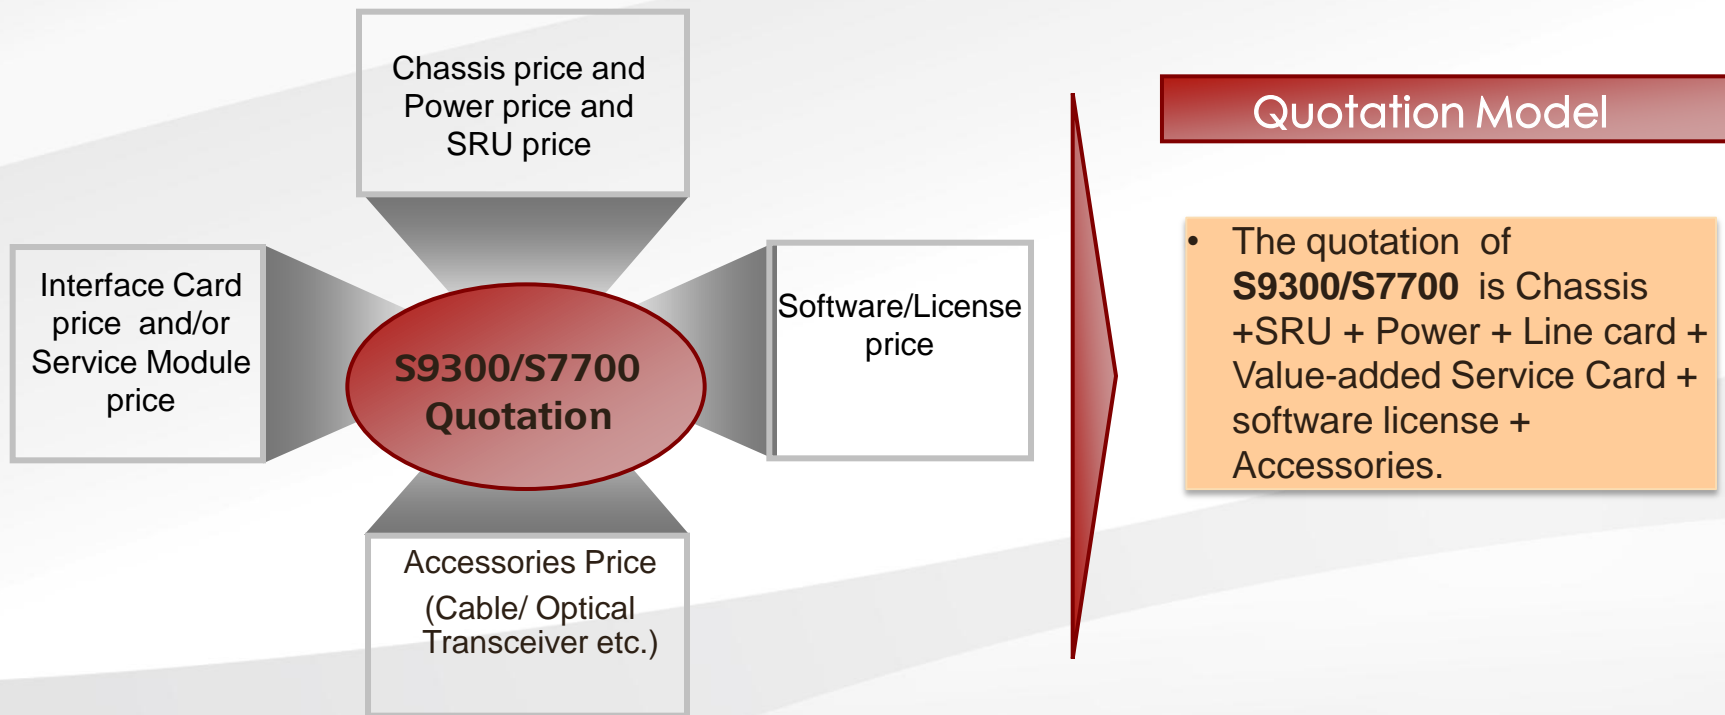 Chassis price and
Power price and
SRU price
Interface Card
price and/or
Service Module
price
S9300/S7700
Quotation
Software/License
price
Accessories Price
(Cable/ Optical
Transceiver etc.)
Quotation Model
• The quotation of
S9300/S7700 is Chassis
+SRU + Power + Line card +
Value-added Service Card +
software license +
Accessories.